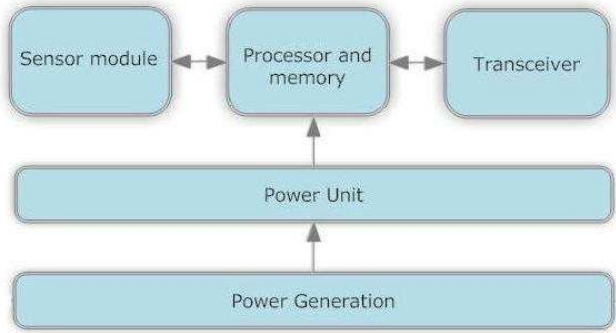 Sensor module
Processor and
memory
Transceiver
Power Unit
Power Generation